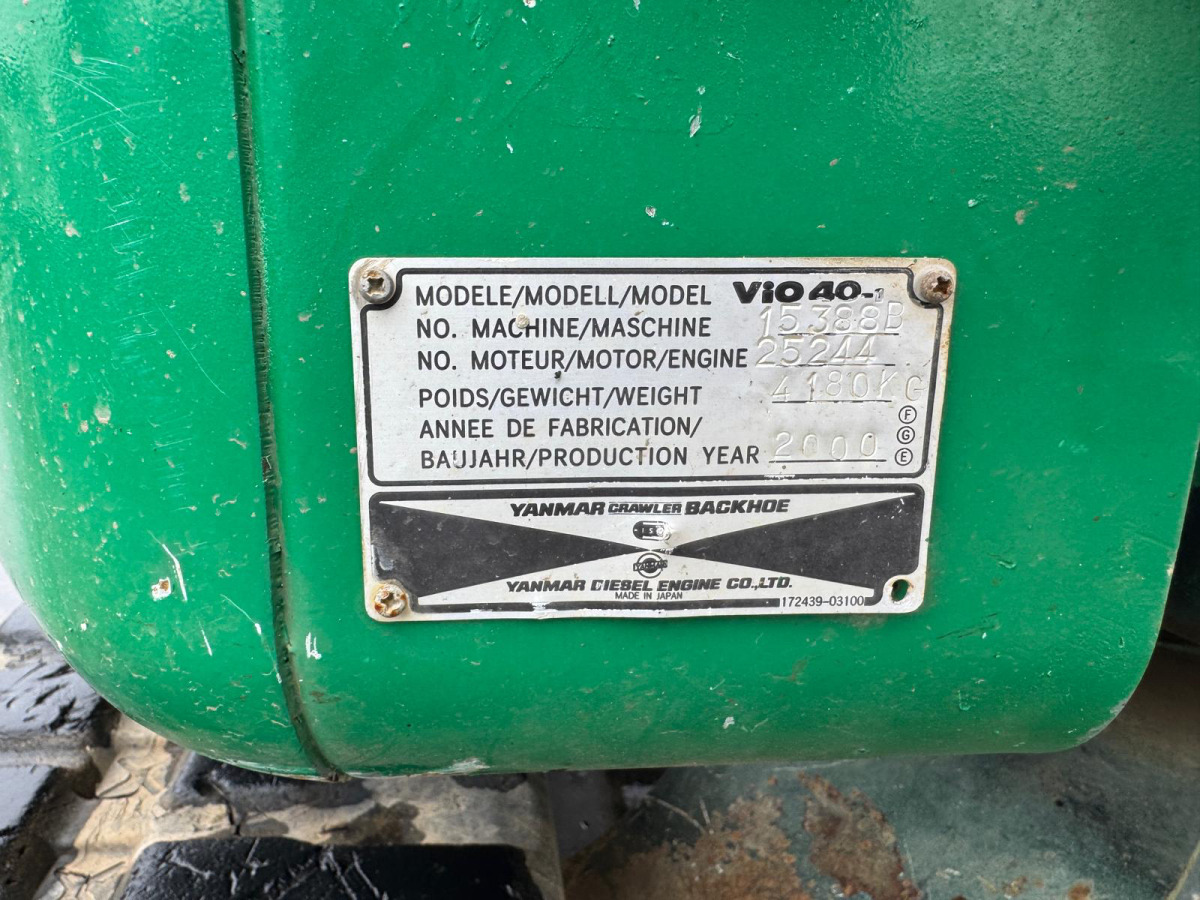 MODELE/MODELL/MODEL ViO40-1
NO. MACHINE/MASCHINE 15388B
NO. MOTEUR/MOTOR/ENGINE 25244
POIDS/GEWICHT/WEIGHT 4180KG
ANNEE DE FABRICATION/ F
G
BAUJAHR/PRODUCTION YEAR 2000 E
YANMAR CRAWLER BACKHOE
YANMAR
YANMAR DIESEL ENGINE CO.,LTD.
MADE IN JAPAN
172439-03100